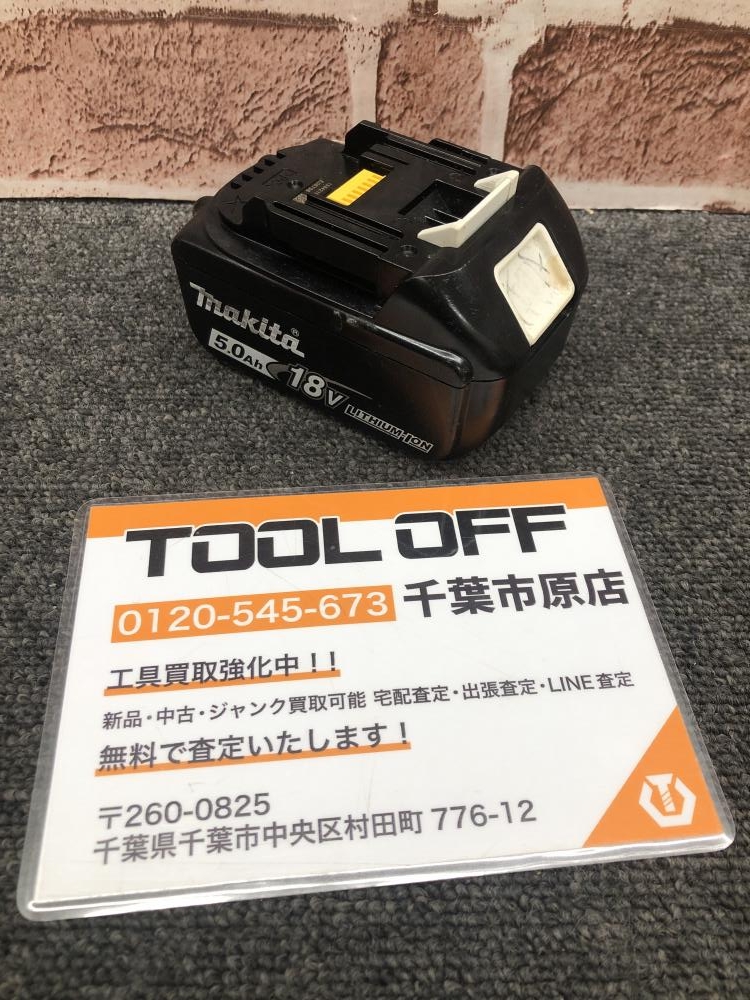 makita®
5.0Ah
18V
LITHIUM-ION
TOOL OFF
0120-545-673 千葉市原店
工具買取強化中！！
新品・中古・ジャンク買取可能 宅配査定・出張査定・LINE査定
無料で査定いたします！
〒260-0825
千葉県千葉市中央区村田町 776-12